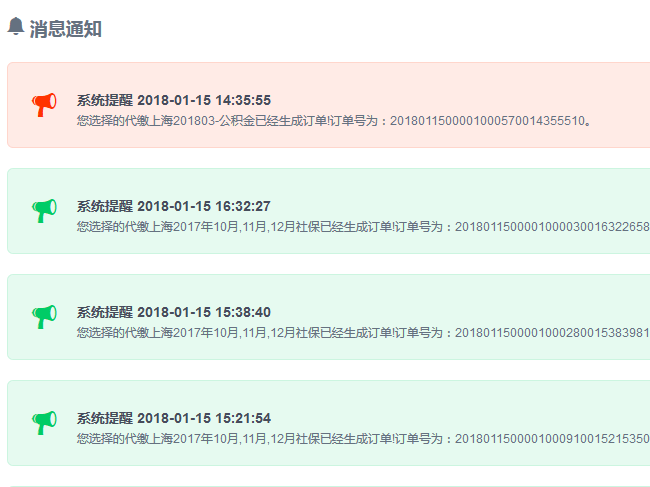 消息通知
系统提醒 2018-01-15 14:35:55
您选择的代缴上海201803-公积金已经生成订单!订单号为：2018011500001000570014355510。
系统提醒 2018-01-15 16:32:27
您选择的代缴上海2017年10月,11月,12月社保已经生成订单!订单号为：2018011500001000030016322658
系统提醒 2018-01-15 15:38:40
您选择的代缴上海2017年10月,11月,12月社保已经生成订单!订单号为：2018011500001000280015383981
系统提醒 2018-01-15 15:21:54
您选择的代缴上海2017年10月,11月,12月社保已经生成订单!订单号为：2018011500001000910015215350